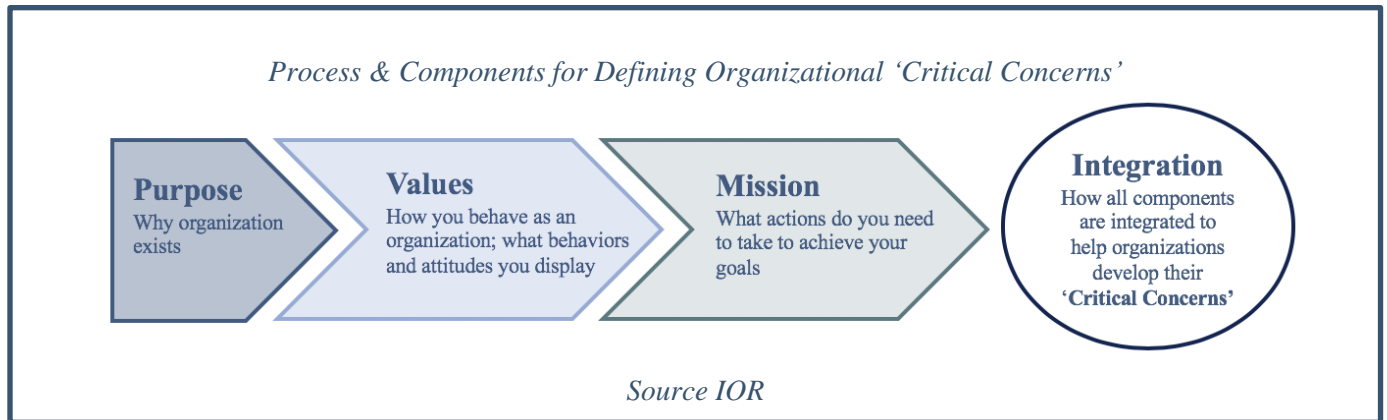 Process & Components for Defining Organizational ‘Critical Concerns’
Purpose
Why organization
exists
Values
How you behave as an
organization; what behaviors
and attitudes you display
Mission
What actions do you need
to take to achieve your
goals
Integration
How all components
are integrated to
help organizations
develop their
‘Critical Concerns’
Source IOR